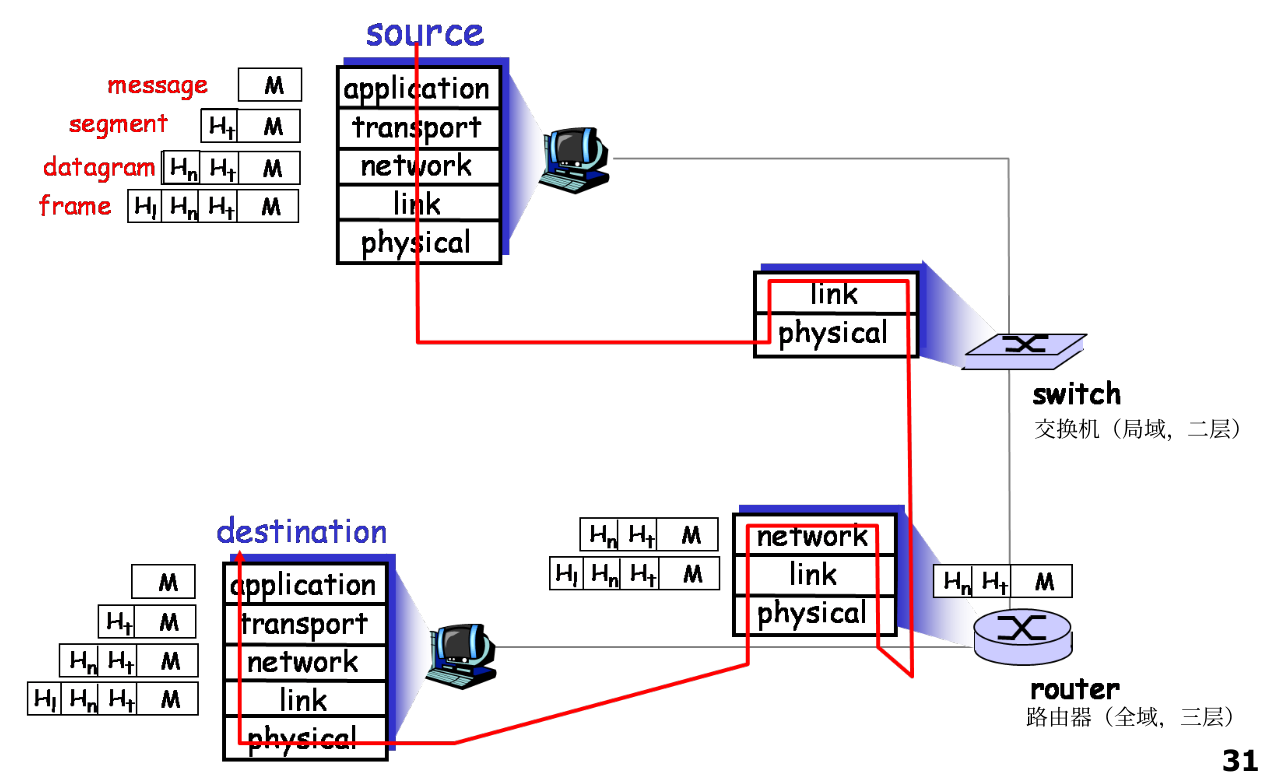 source
message M
segment Ht M
datagram Hn Ht M
frame Hl Hn Ht M
application
transport
network
link
physical
link
physical
switch
交换机（局域，二层）
destination
M
Ht M
Hn Ht M
Hl Hn Ht M
application
transport
network
link
physical
Hn Ht M
Hl Hn Ht M
network
link
physical
Hn Ht M
router
路由器（全域，三层）
31